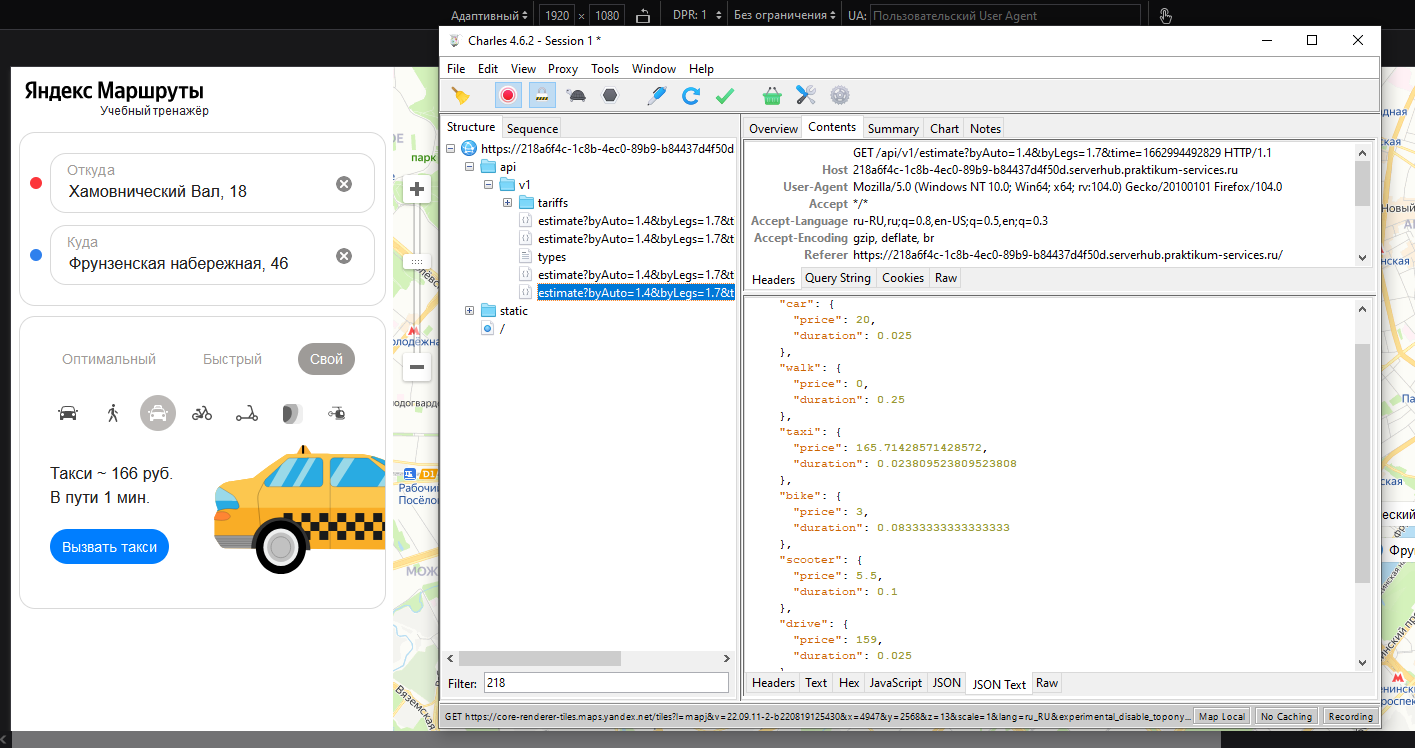 Адаптивный
1920 × 1080
DPR: 1
Без ограничения
UA: Пользовательский User Agent
Яндекс Маршруты
Учебный тренажёр
Откуда
Хамовнический Вал, 18
Куда
Фрунзенская набережная, 46
Оптимальный
Быстрый
Свой
Такси ~ 166 руб.
В пути 1 мин.
Вызвать такси
парк
D1
Рабочий
Посёлок
МОЖ
Вяземская
Charles 4.6.2 - Session 1 *
File Edit View Proxy Tools Window Help
Structure Sequence
https://218a6f4c-1c8b-4ec0-89b9-b84437d4f50d
api
v1
tariffs
estimate?byAuto=1.4&byLegs=1.7&t
estimate?byAuto=1.4&byLegs=1.7&t
types
estimate?byAuto=1.4&byLegs=1.7&t
estimate?byAuto=1.4&byLegs=1.7&t
static
/
Filter: 218
Overview Contents Summary Chart Notes
GET /api/v1/estimate?byAuto=1.4&byLegs=1.7&time=1662994492829 HTTP/1.1
Host 218a6f4c-1c8b-4ec0-89b9-b84437d4f50d.serverhub.praktikum-services.ru
User-Agent Mozilla/5.0 (Windows NT 10.0; Win64; x64; rv:104.0) Gecko/20100101 Firefox/104.0
Accept */*
Accept-Language ru-RU,ru;q=0.8,en-US;q=0.5,en;q=0.3
Accept-Encoding gzip, deflate, br
Referer https://218a6f4c-1c8b-4ec0-89b9-b84437d4f50d.serverhub.praktikum-services.ru/
Headers Query String Cookies Raw
"car": {
"price": 20,
"duration": 0.025
},
"walk": {
"price": 0,
"duration": 0.25
},
"taxi": {
"price": 165.71428571428572,
"duration": 0.023809523809523808
},
"bike": {
"price": 3,
"duration": 0.08333333333333333
},
"scooter": {
"price": 5.5,
"duration": 0.1
},
"drive": {
"price": 159,
"duration": 0.025
Headers Text Hex JavaScript JSON JSON Text Raw
GET https://core-renderer-tiles.maps.yandex.net/tiles?l=mapj&v=22.09.11-2-b220819125430&x=4947&y=2568&z=13&scale=1&lang=ru_RU&experimental_disable_topony...
Map Local No Caching Recording